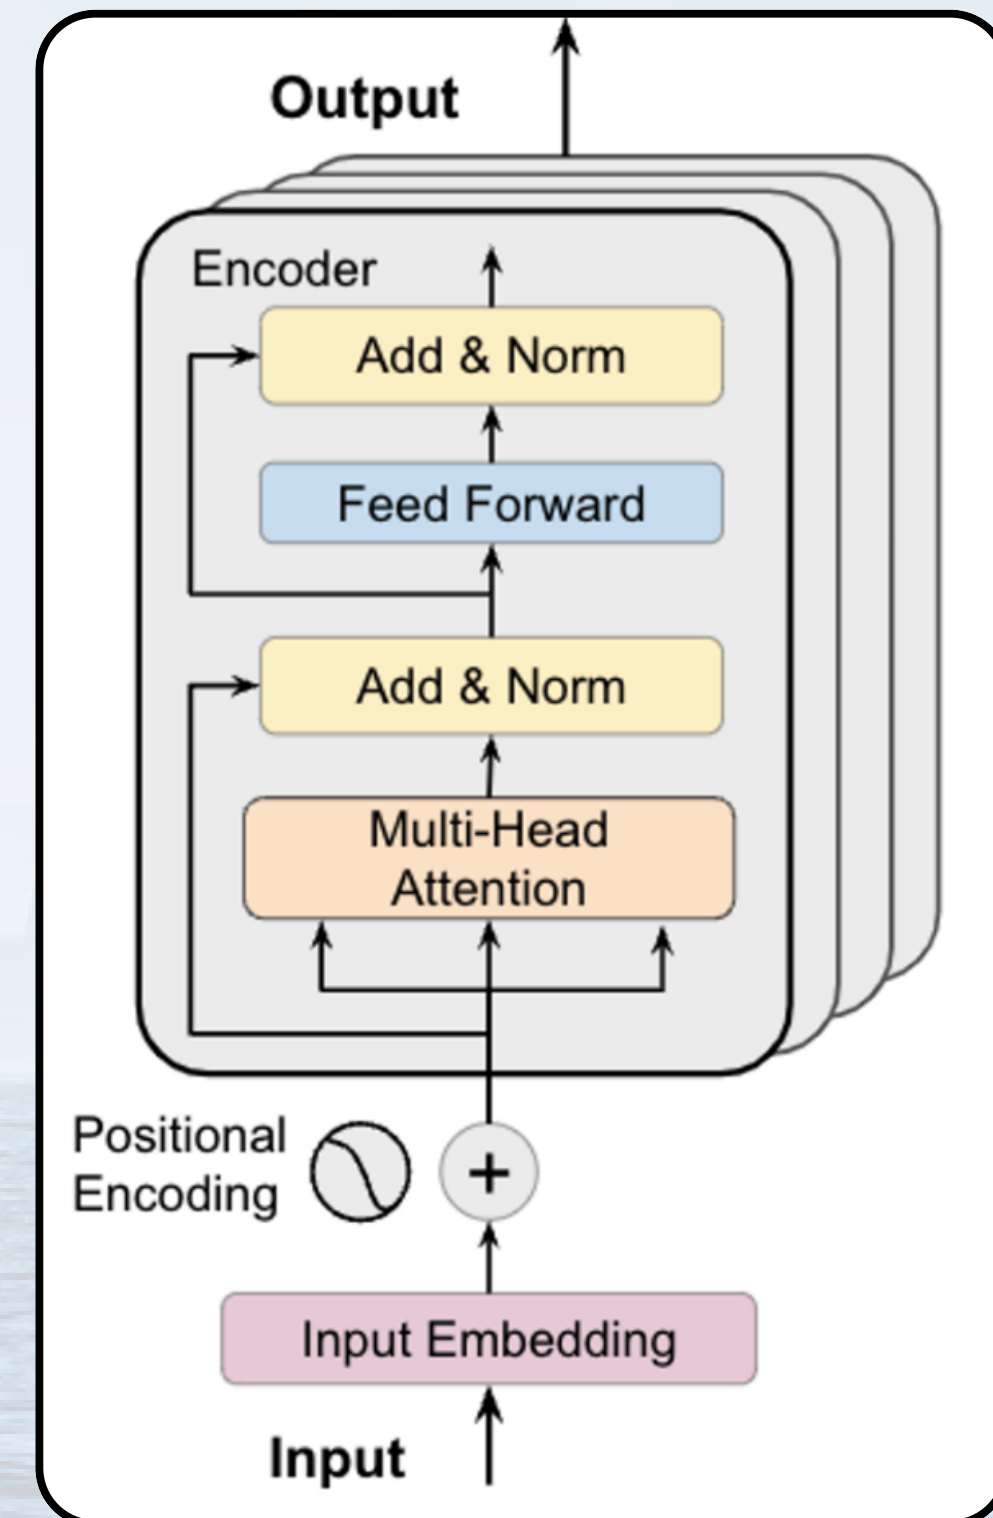 Output
Encoder
Add & Norm
Feed Forward
Add & Norm
Multi-Head
Attention
Positional
Encoding
+
Input Embedding
Input